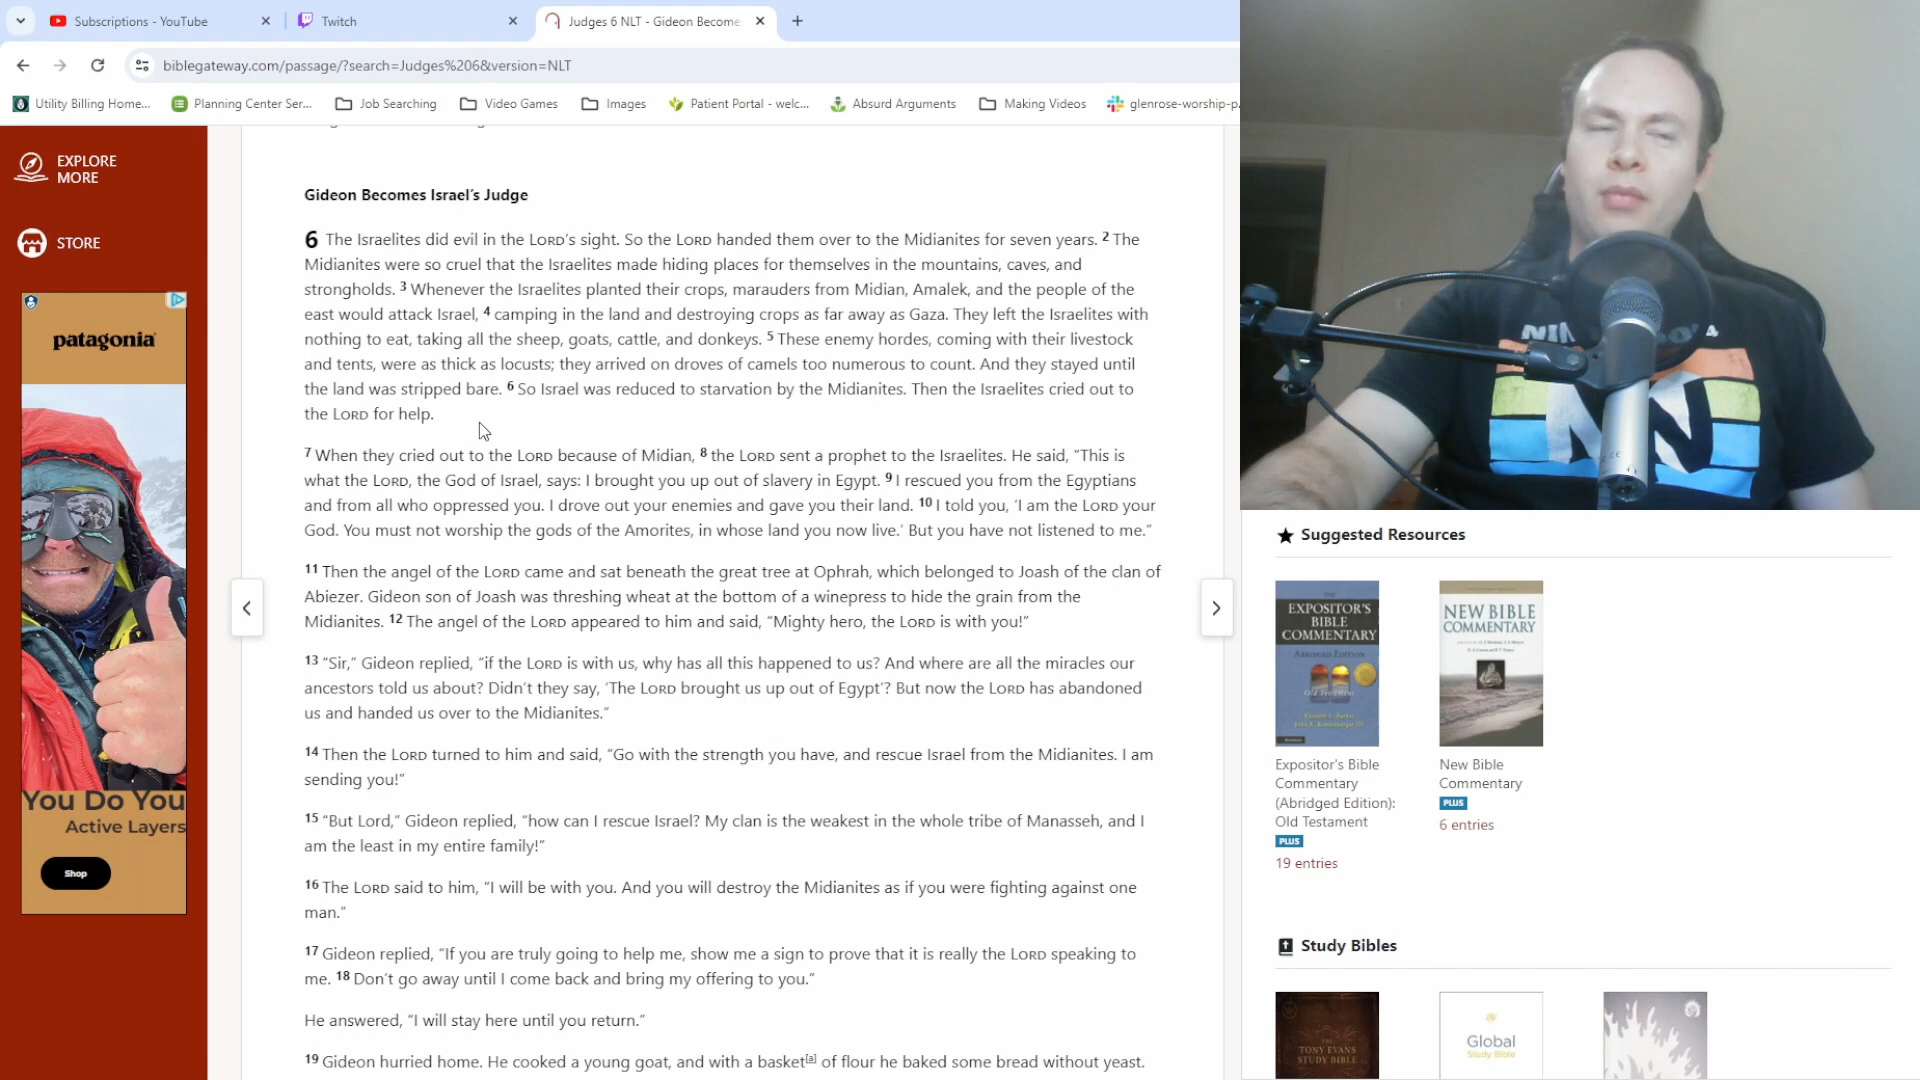 Subscriptions - YouTube
Twitch
Judges 6 NLT - Gideon Become
biblegateway.com/passage/?search=Judges%206&version=NLT
Utility Billing Home...
Planning Center Ser...
Job Searching
Video Games
Images
Patient Portal - welc...
Absurd Arguments
Making Videos
glenrose-worship-p
EXPLORE
MORE
STORE
patagonia
You Do You
Active Layers
Shop
Gideon Becomes Israel’s Judge
6 The Israelites did evil in the LORD’s sight. So the LORD handed them over to the Midianites for seven years. 2 The
Midianites were so cruel that the Israelites made hiding places for themselves in the mountains, caves, and
strongholds. 3 Whenever the Israelites planted their crops, marauders from Midian, Amalek, and the people of the
east would attack Israel, 4 camping in the land and destroying crops as far away as Gaza. They left the Israelites with
nothing to eat, taking all the sheep, goats, cattle, and donkeys. 5 These enemy hordes, coming with their livestock
and tents, were as thick as locusts; they arrived on droves of camels too numerous to count. And they stayed until
the land was stripped bare. 6 So Israel was reduced to starvation by the Midianites. Then the Israelites cried out to
the LORD for help.
7 When they cried out to the LORD because of Midian, 8 the LORD sent a prophet to the Israelites. He said, “This is
what the LORD, the God of Israel, says: I brought you up out of slavery in Egypt. 9 I rescued you from the Egyptians
and from all who oppressed you. I drove out your enemies and gave you their land. 10 I told you, ‘I am the LORD your
God. You must not worship the gods of the Amorites, in whose land you now live.’ But you have not listened to me.”
11 Then the angel of the LORD came and sat beneath the great tree at Ophrah, which belonged to Joash of the clan of
Abiezer. Gideon son of Joash was threshing wheat at the bottom of a winepress to hide the grain from the
Midianites. 12 The angel of the LORD appeared to him and said, “Mighty hero, the LORD is with you!”
13 “Sir,” Gideon replied, “if the LORD is with us, why has all this happened to us? And where are all the miracles our
ancestors told us about? Didn’t they say, ‘The LORD brought us up out of Egypt’? But now the LORD has abandoned
us and handed us over to the Midianites.”
14 Then the LORD turned to him and said, “Go with the strength you have, and rescue Israel from the Midianites. I am
sending you!”
15 “But Lord,” Gideon replied, “how can I rescue Israel? My clan is the weakest in the whole tribe of Manasseh, and I
am the least in my entire family!”
16 The LORD said to him, “I will be with you. And you will destroy the Midianites as if you were fighting against one
man.”
17 Gideon replied, “If you are truly going to help me, show me a sign to prove that it is really the LORD speaking to
me. 18 Don’t go away until I come back and bring my offering to you.”
He answered, “I will stay here until you return.”
19 Gideon hurried home. He cooked a young goat, and with a basket[a] of flour he baked some bread without yeast.
Suggested Resources
THE
EXPOSITOR'S
BIBLE
COMMENTARY
ABRIDGED EDITION
Old Testament
NEW BIBLE
COMMENTARY
Expositor's Bible
Commentary
(Abridged Edition):
Old Testament
PLUS
19 entries
New Bible
Commentary
PLUS
6 entries
Study Bibles
THE
TONY EVANS
STUDY BIBLE
Global
Study Bible